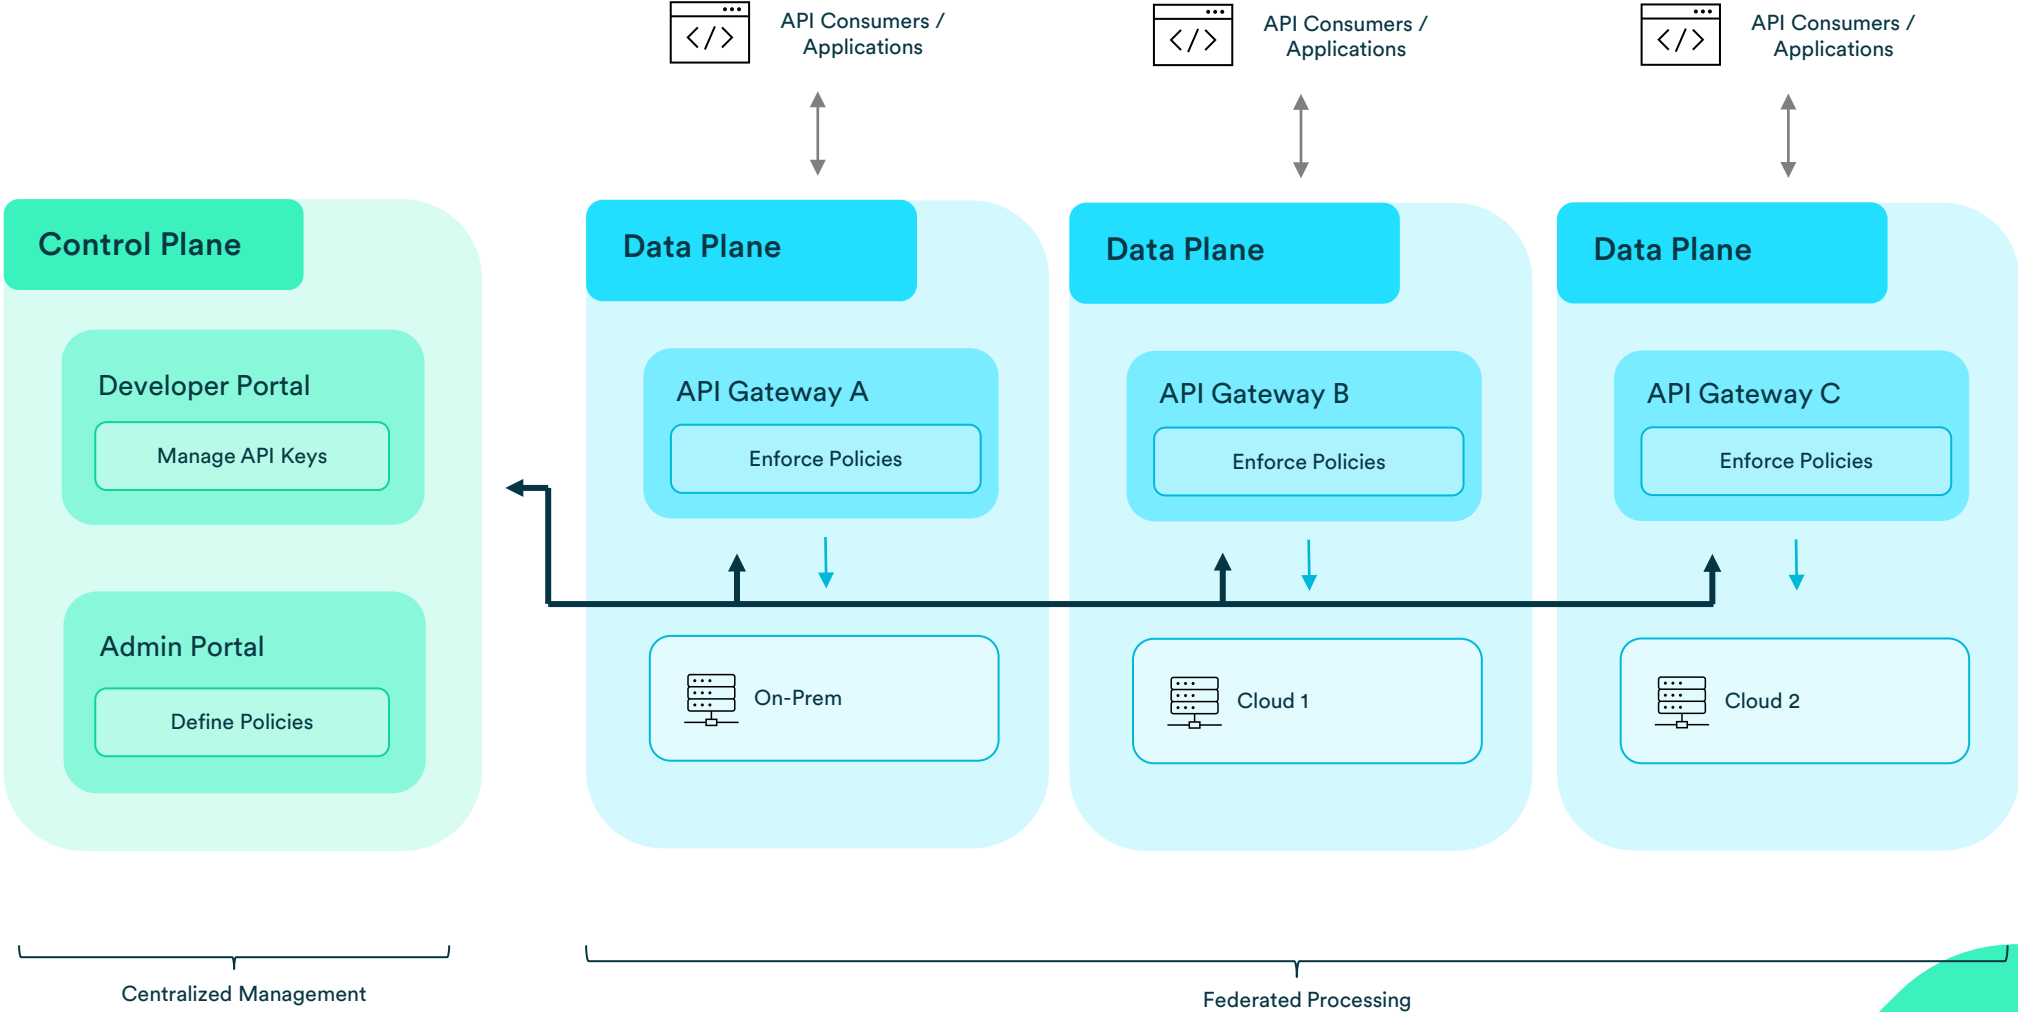 API Consumers /
Applications
API Consumers /
Applications
API Consumers /
Applications
Control Plane
Developer Portal
Manage API Keys
Admin Portal
Define Policies
Data Plane
API Gateway A
Enforce Policies
On-Prem
Data Plane
API Gateway B
Enforce Policies
Cloud 1
Data Plane
API Gateway C
Enforce Policies
Cloud 2
Centralized Management
Federated Processing